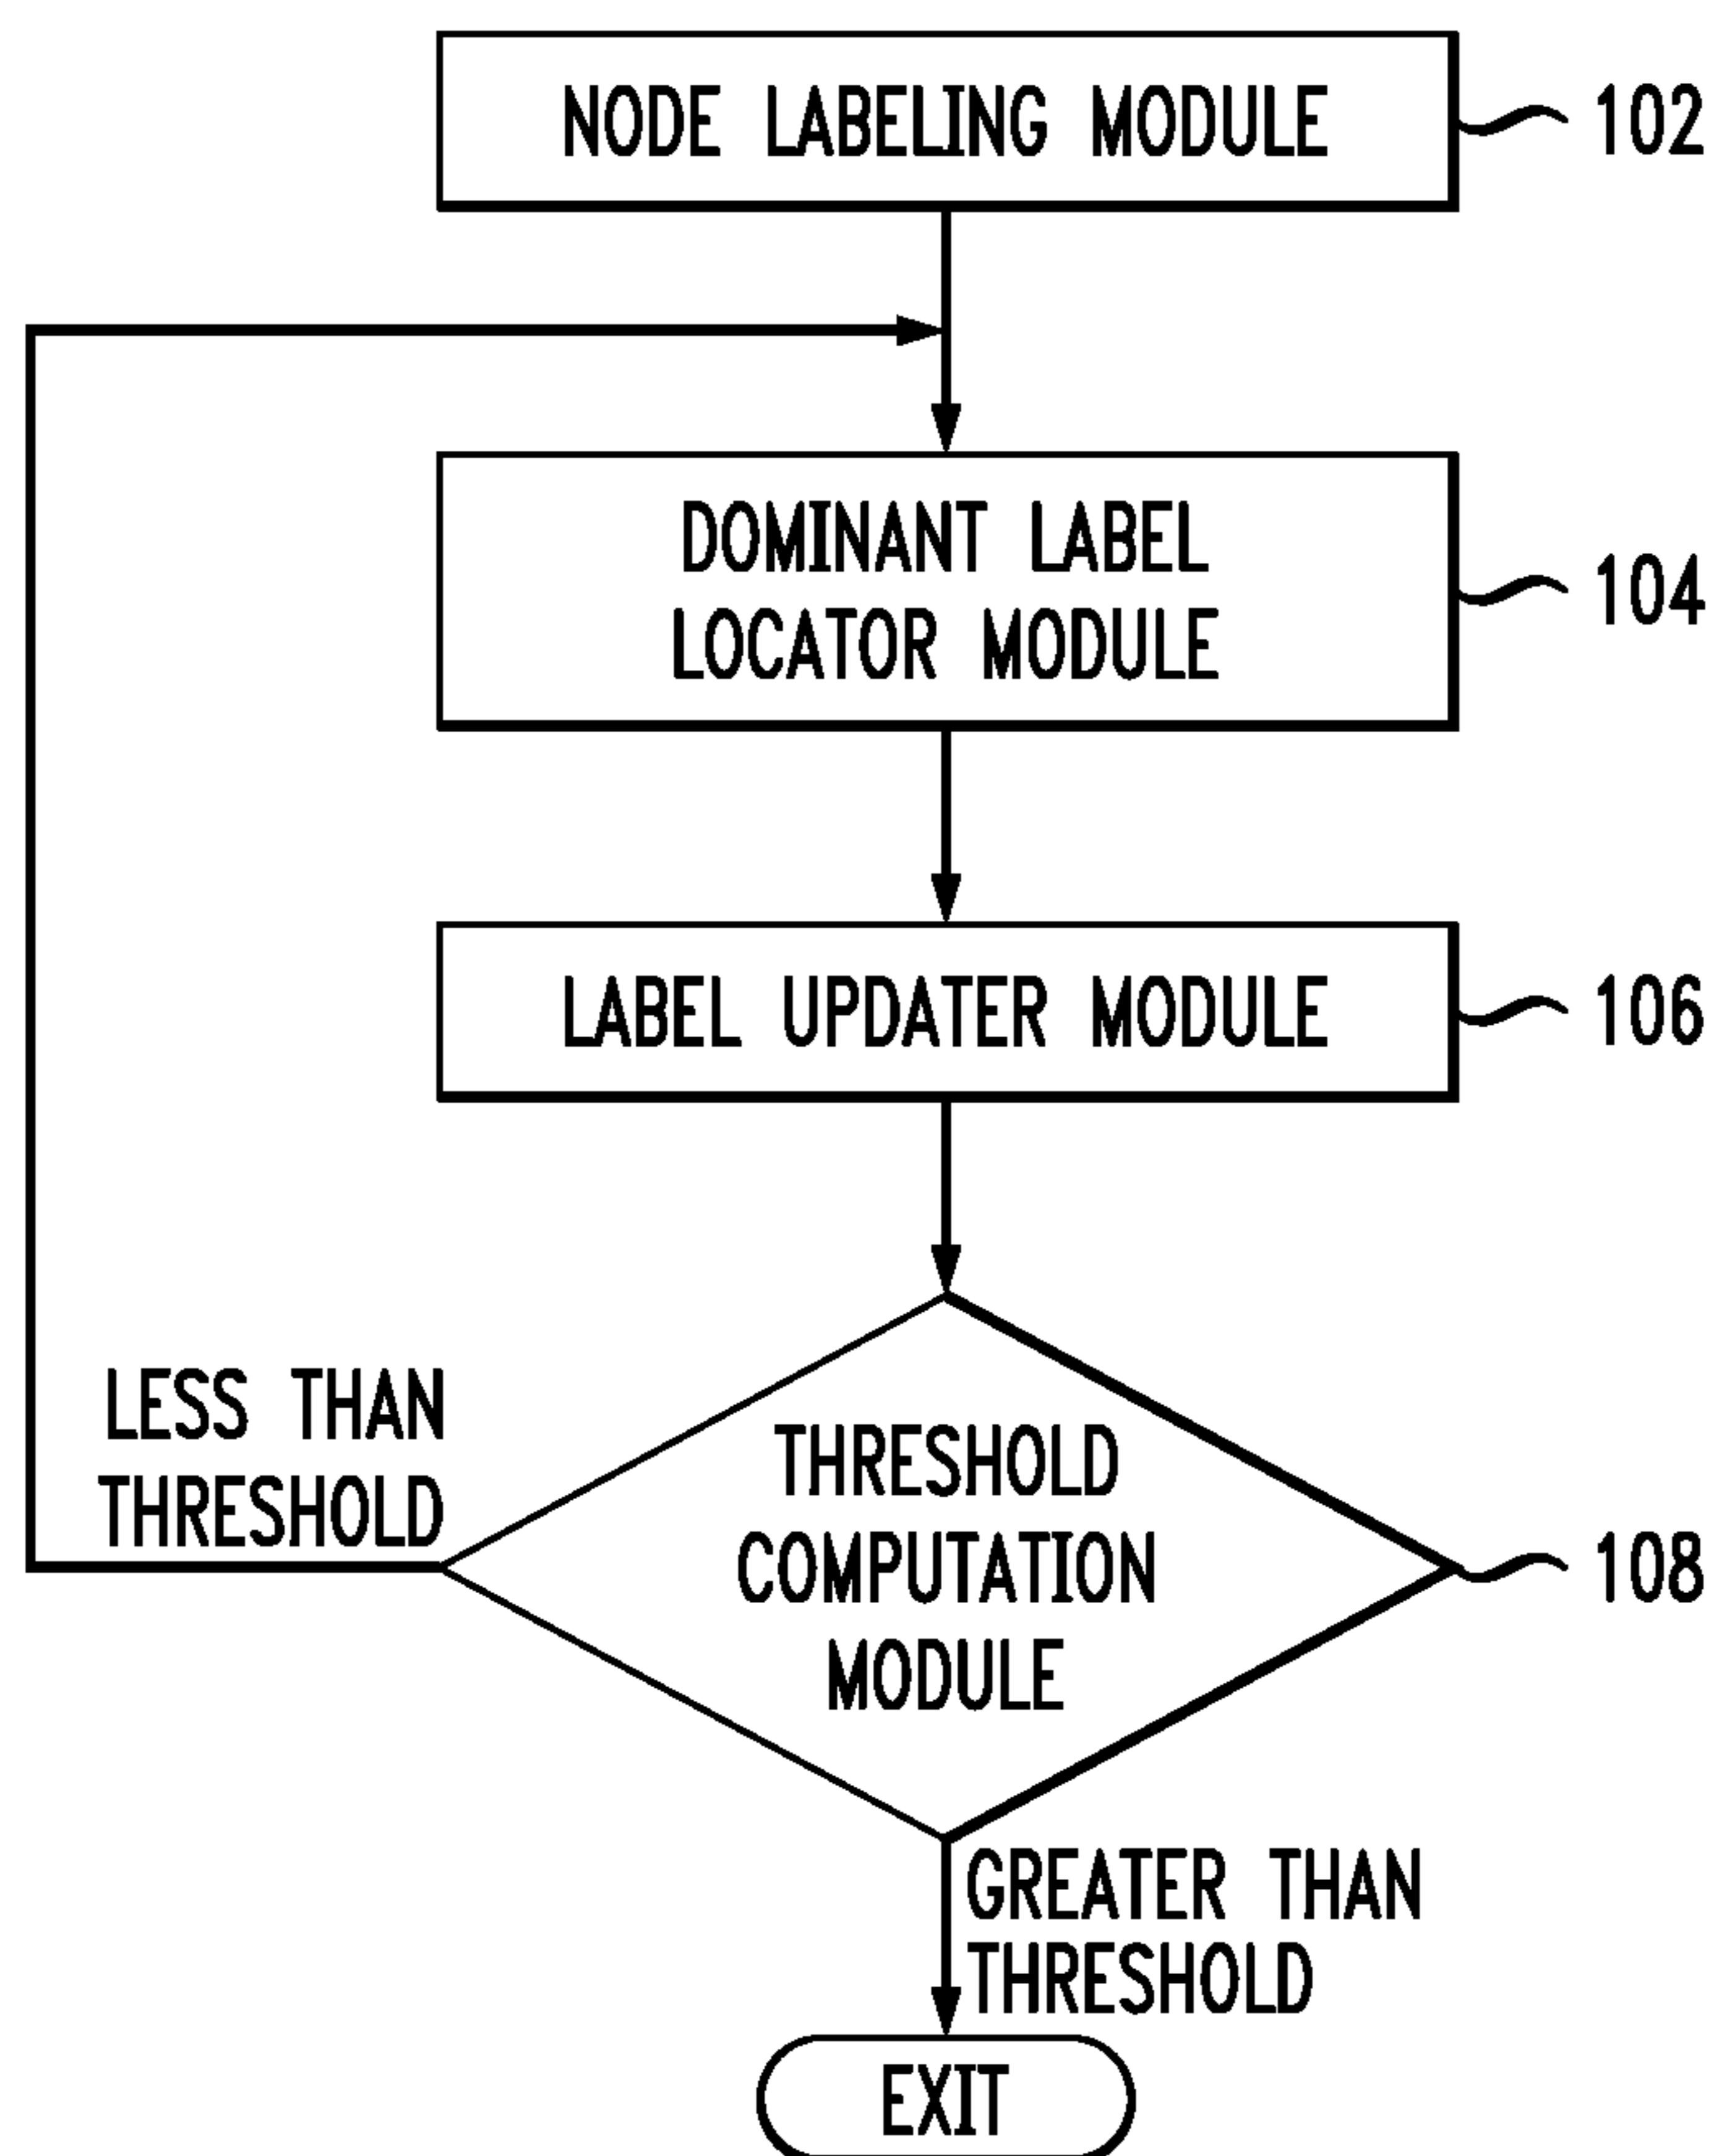 NODE LABELING MODULE
102
DOMINANT LABEL
LOCATOR MODULE
104
LABEL UPDATER MODULE
106
LESS THAN
THRESHOLD
THRESHOLD
COMPUTATION
MODULE
108
GREATER THAN
THRESHOLD
EXIT